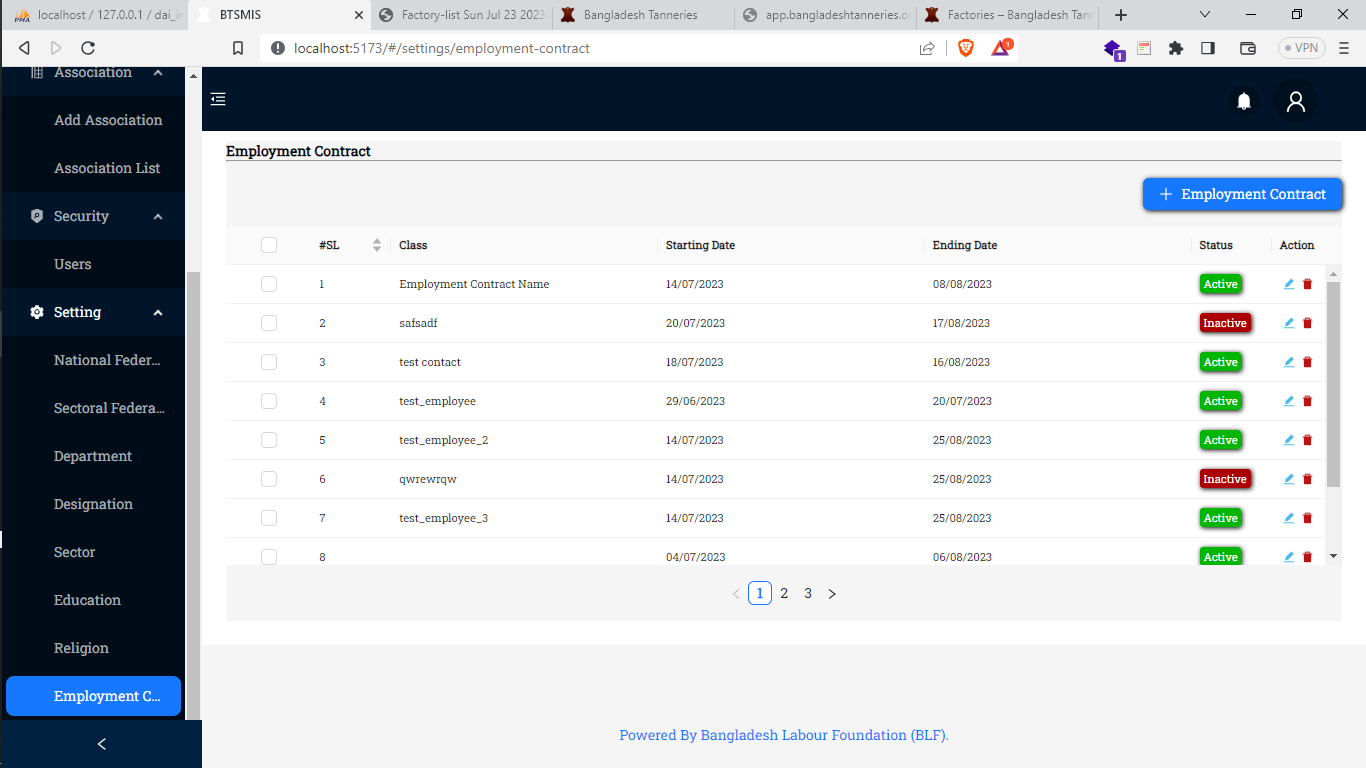 localhost / 127.0.0.1 / dai_i
BTSMIS
Factory-list Sun Jul 23 2023
Bangladesh Tanneries
app.bangladeshtanneries.o
Factories – Bangladesh Tann
localhost:5173/#/settings/employment-contract
1
1
VPN
Association
Add Association
Association List
Security
Users
Setting
National Feder...
Sectoral Federa...
Department
Designation
Sector
Education
Religion
Employment C...
Employment Contract
+ Employment Contract
#SL Class Starting Date Ending Date Status Action
1 Employment Contract Name 14/07/2023 08/08/2023 Active
2 safsadf 20/07/2023 17/08/2023 Inactive
3 test contact 18/07/2023 16/08/2023 Active
4 test_employee 29/06/2023 20/07/2023 Active
5 test_employee_2 14/07/2023 25/08/2023 Active
6 qwrewrqw 14/07/2023 25/08/2023 Inactive
7 test_employee_3 14/07/2023 25/08/2023 Active
8 04/07/2023 06/08/2023 Active
< 1 2 3 >
Powered By Bangladesh Labour Foundation (BLF).